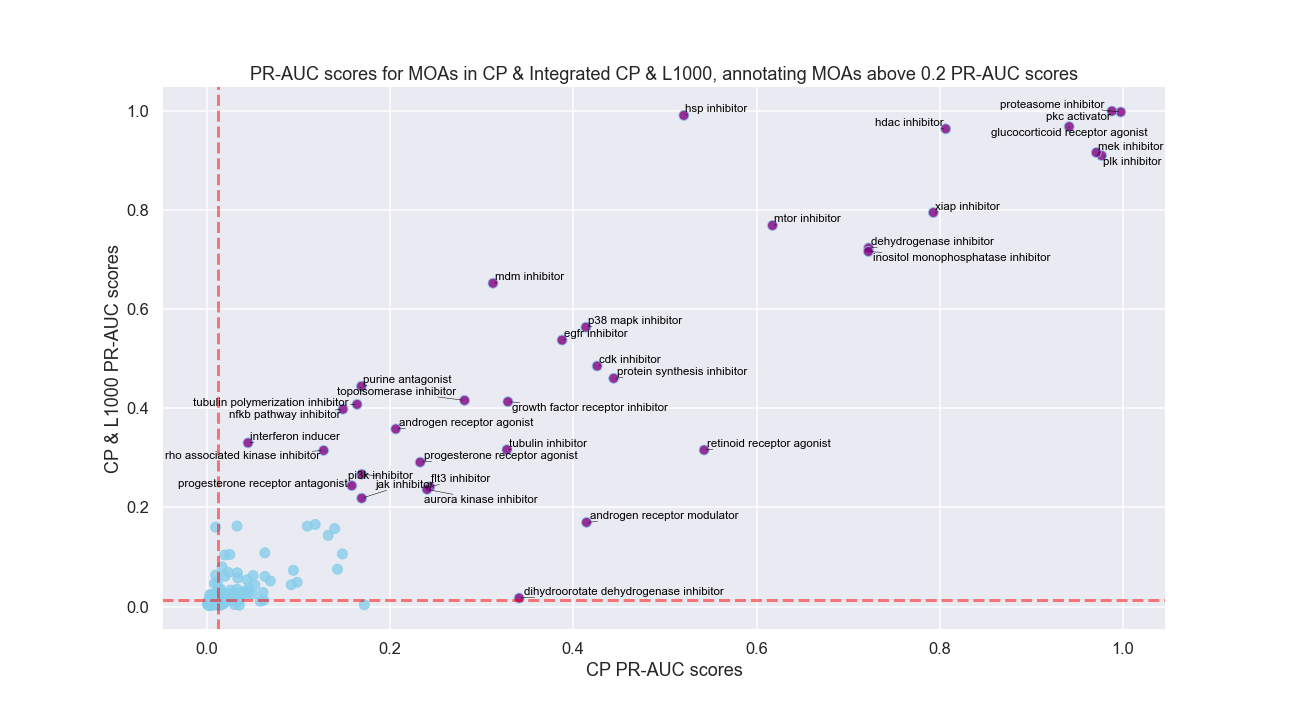 PR-AUC scores for MOAs in CP & Integrated CP & L1000, annotating MOAs above 0.2 PR-AUC scores
1.0
0.8
0.6
0.4
0.2
0.0
CP & L1000 PR-AUC scores
hsp inhibitor
proteasome inhibitor
pkc activator
hdac inhibitor
glucocorticoid receptor agonist
mek inhibitor
plk inhibitor
xiap inhibitor
mtor inhibitor
dehydrogenase inhibitor
inositol monophosphatase inhibitor
mdm inhibitor
p38 mapk inhibitor
egfr inhibitor
cdk inhibitor
protein synthesis inhibitor
purine antagonist
topoisomerase inhibitor
tubulin polymerization inhibitor
growth factor receptor inhibitor
nfkb pathway inhibitor
androgen receptor agonist
interferon inducer
tubulin inhibitor
retinoid receptor agonist
rho associated kinase inhibitor
progesterone receptor agonist
pi3k inhibitor
flt3 inhibitor
progesterone receptor antagonist
jak inhibitor
aurora kinase inhibitor
androgen receptor modulator
dihydroorotate dehydrogenase inhibitor
0.0
0.2
0.4
0.6
0.8
1.0
CP PR-AUC scores